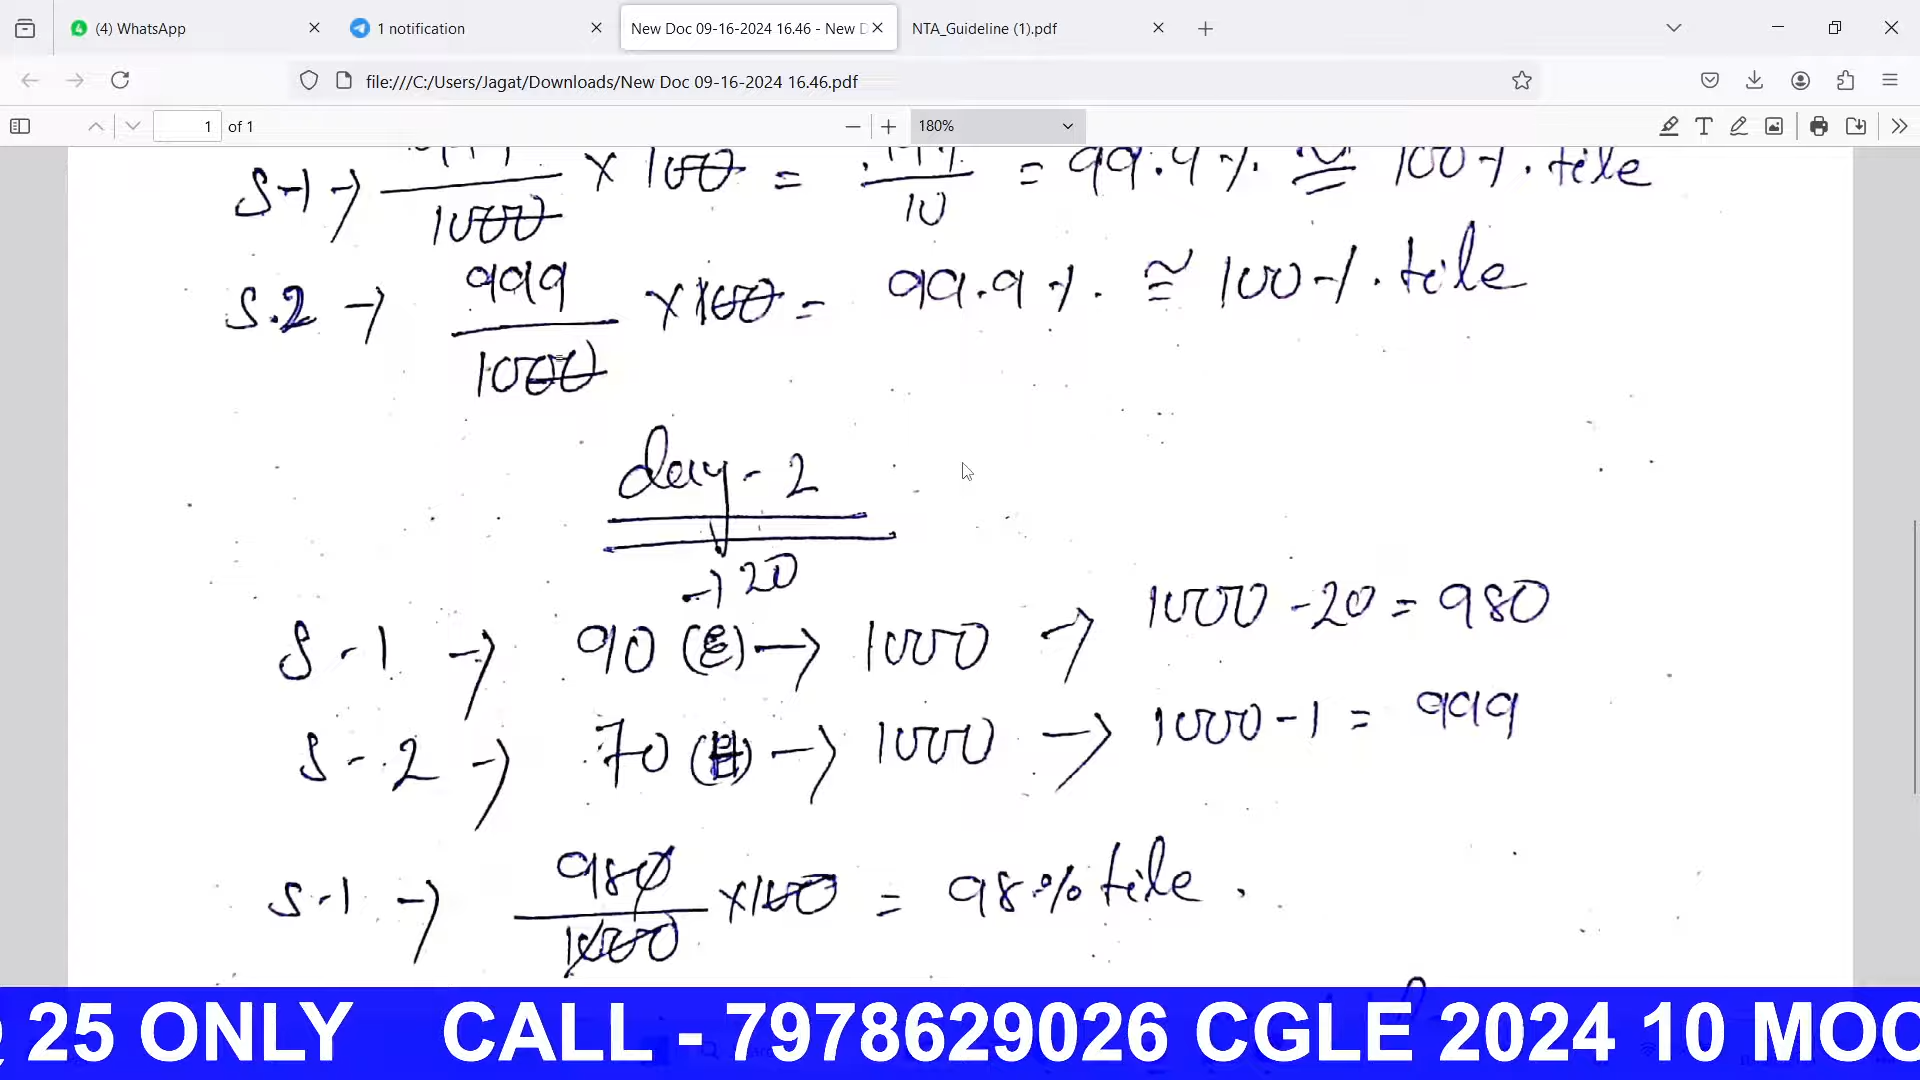 (4) WhatsApp
1 notification
New Doc 09-16-2024 16.46 - New D
NTA_Guideline (1).pdf
file:///C:/Users/Jagat/Downloads/New Doc 09-16-2024 16.46.pdf
1 of 1
180%
S-1 → 999/1000 × 100 = 999/10 = 99.9% ≅ 100%.tile
S.2 → 999/1000 ×100 = 99.9%. ≅ 100%.tile
day-2
→ 20
S-1 → 90 (E) → 1000 → 1000 - 20 = 980
S-2 → 70 (H) → 1000 → 1000 - 1 = 999
S-1 → 980/1000 ×100 = 98% tile.
25 ONLY CALL - 7978629026 CGLE 2024 10 MOC